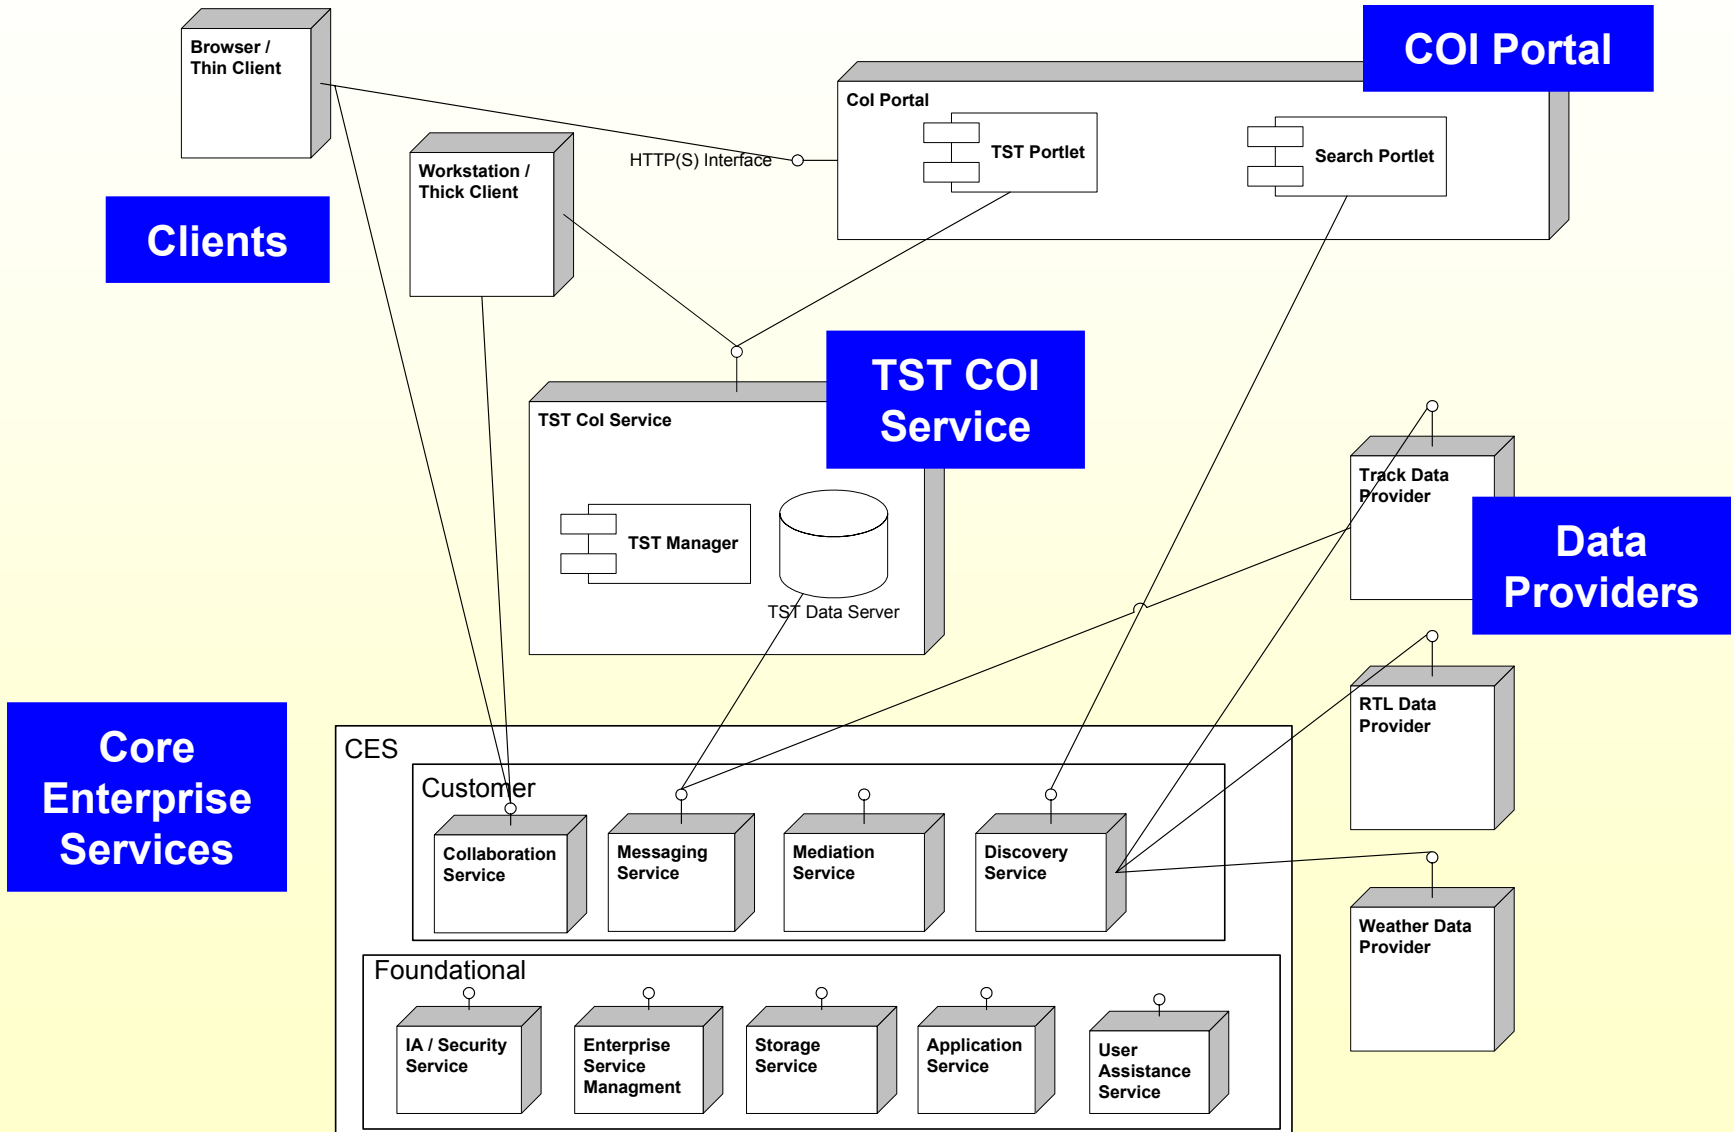 Browser /
Thin Client
COI Portal
CoI Portal
TST Portlet
Search Portlet
HTTP(S) Interface
Workstation /
Thick Client
Clients
TST COI
Service
TST CoI Service
TST Manager
TST Data Server
Track Data
Provider
Data
Providers
RTL Data
Provider
Weather Data
Provider
Core
Enterprise
Services
CES
Customer
Collaboration
Service
Messaging
Service
Mediation
Service
Discovery
Service
Foundational
IA / Security
Service
Enterprise
Service
Managment
Storage
Service
Application
Service
User
Assistance
Service